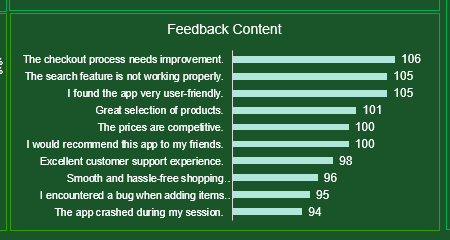 Feedback Content
The checkout process needs improvement. 106
The search feature is not working properly. 105
I found the app very user-friendly. 105
Great selection of products. 101
The prices are competitive. 100
I would recommend this app to my friends. 100
Excellent customer support experience. 98
Smooth and hassle-free shopping.. 96
I encountered a bug when adding items.. 95
The app crashed during my session. 94